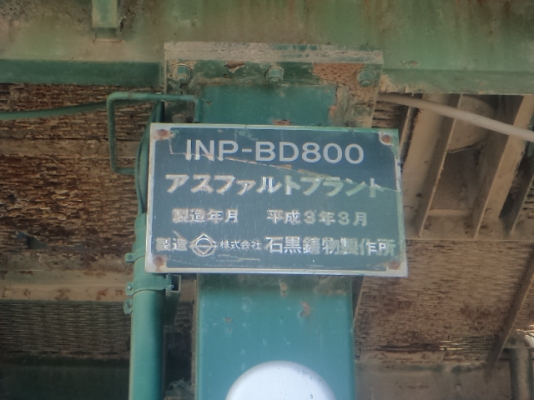 INP-BD800
アスファルトプラント
製造年月 平成3年3月
製造 株式会社 石黒鋳物製作所